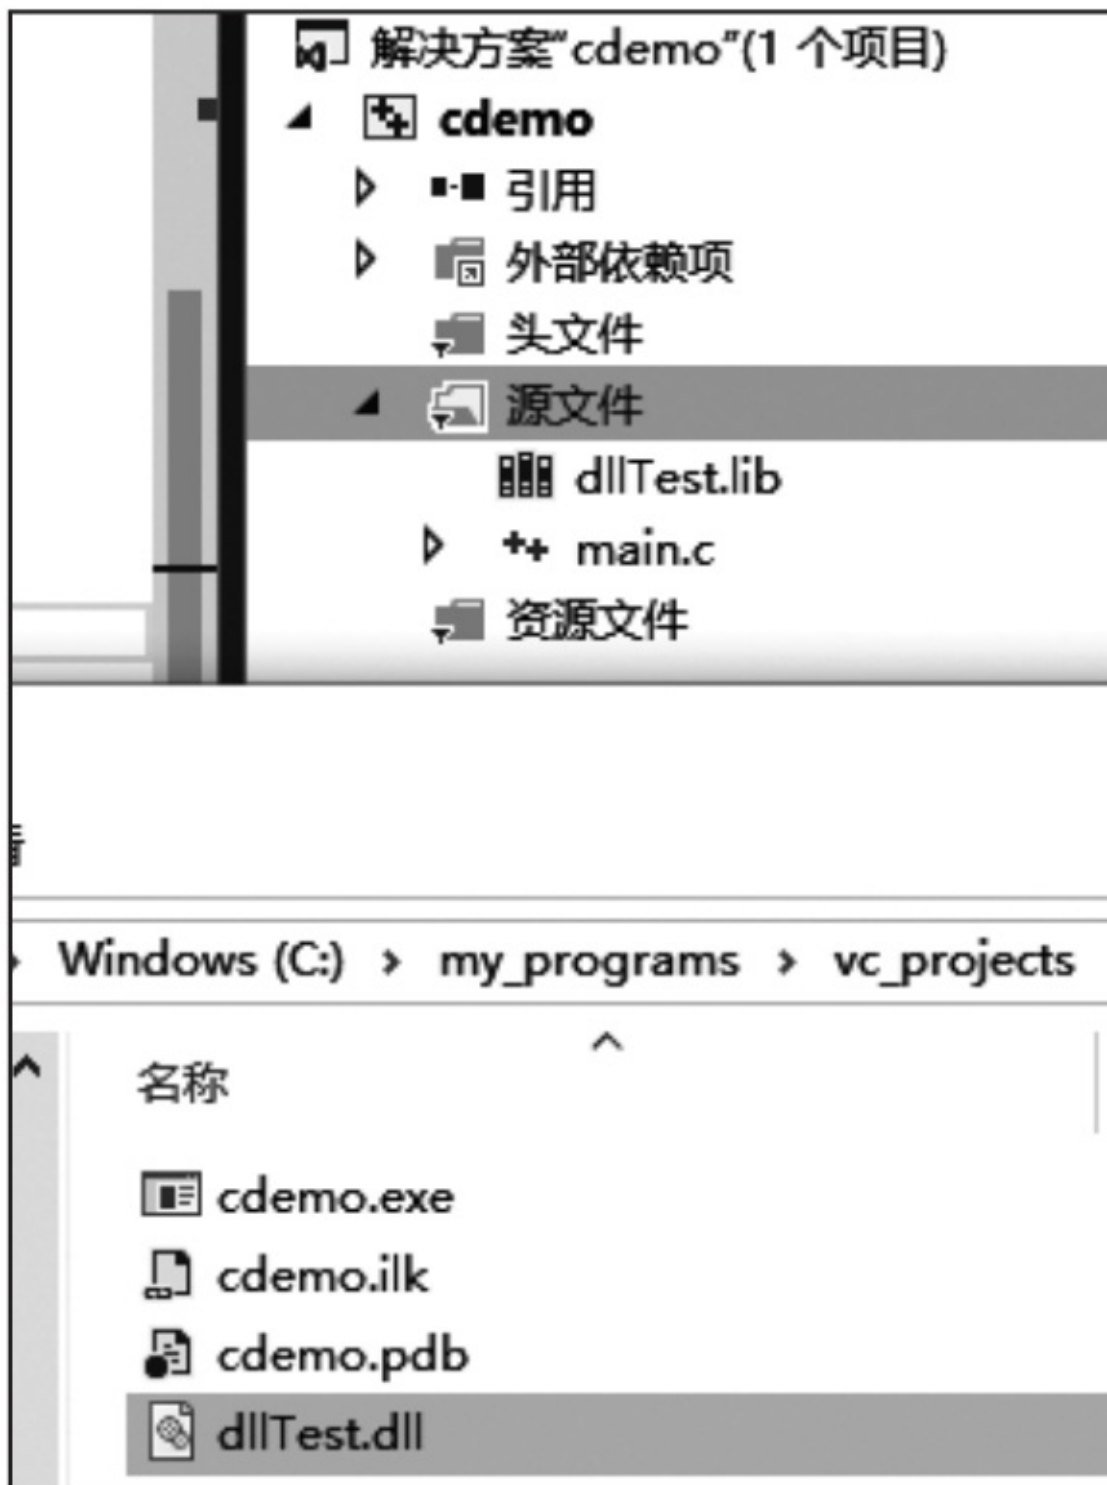 解决方案"cdemo"(1 个项目)
cdemo
引用
外部依赖项
头文件
源文件
dllTest.lib
main.c
资源文件
Windows (C:) › my_programs › vc_projects
名称
cdemo.exe
cdemo.ilk
cdemo.pdb
dllTest.dll